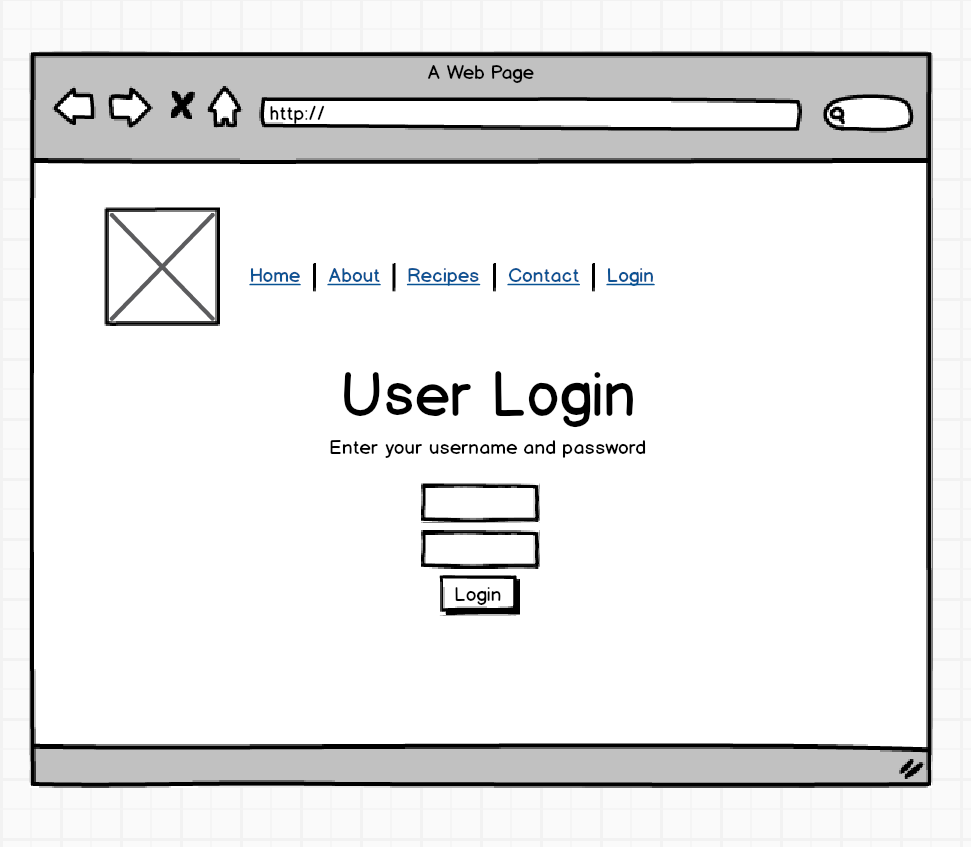 A Web Page
http://
Home | About | Recipes | Contact | Login
User Login
Enter your username and password
Login